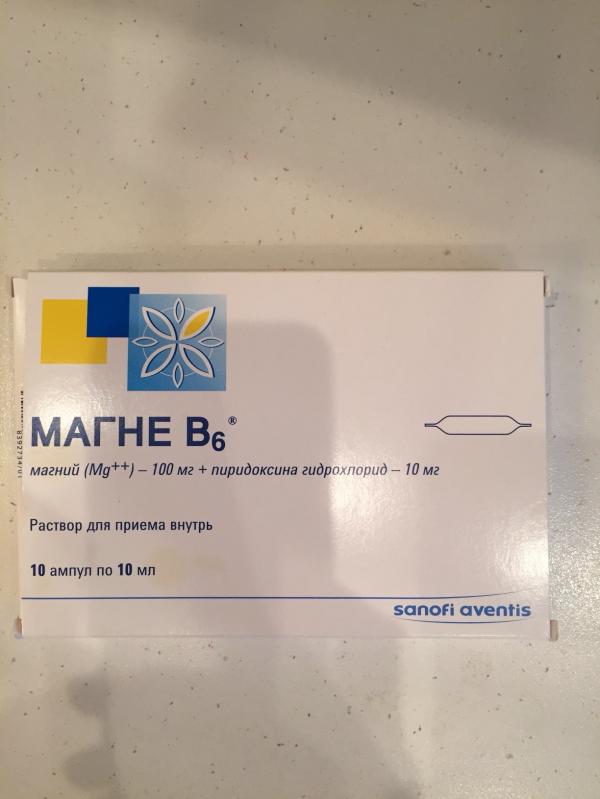 МАГНЕ B₆®
магний (Mg⁺⁺) – 100 мг + пиридоксина гидрохлорид – 10 мг
Раствор для приема внутрь
10 ампул по 10 мл
sanofi aventis